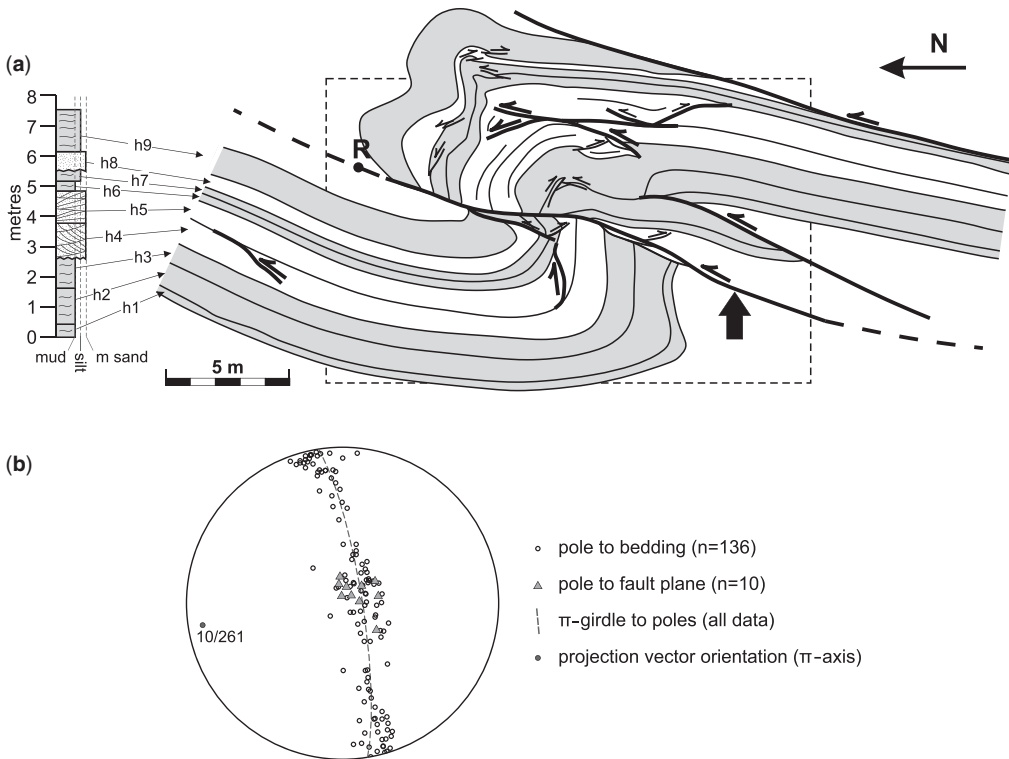 (a)
N
8
7
6
5
4
3
2
1
0
metres
h9
h8
h7
h6
h5
h4
h3
h2
h1
mud
silt
m sand
R
5 m
(b)
10/261
pole to bedding (n=136)
pole to fault plane (n=10)
π-girdle to poles (all data)
projection vector orientation (π-axis)